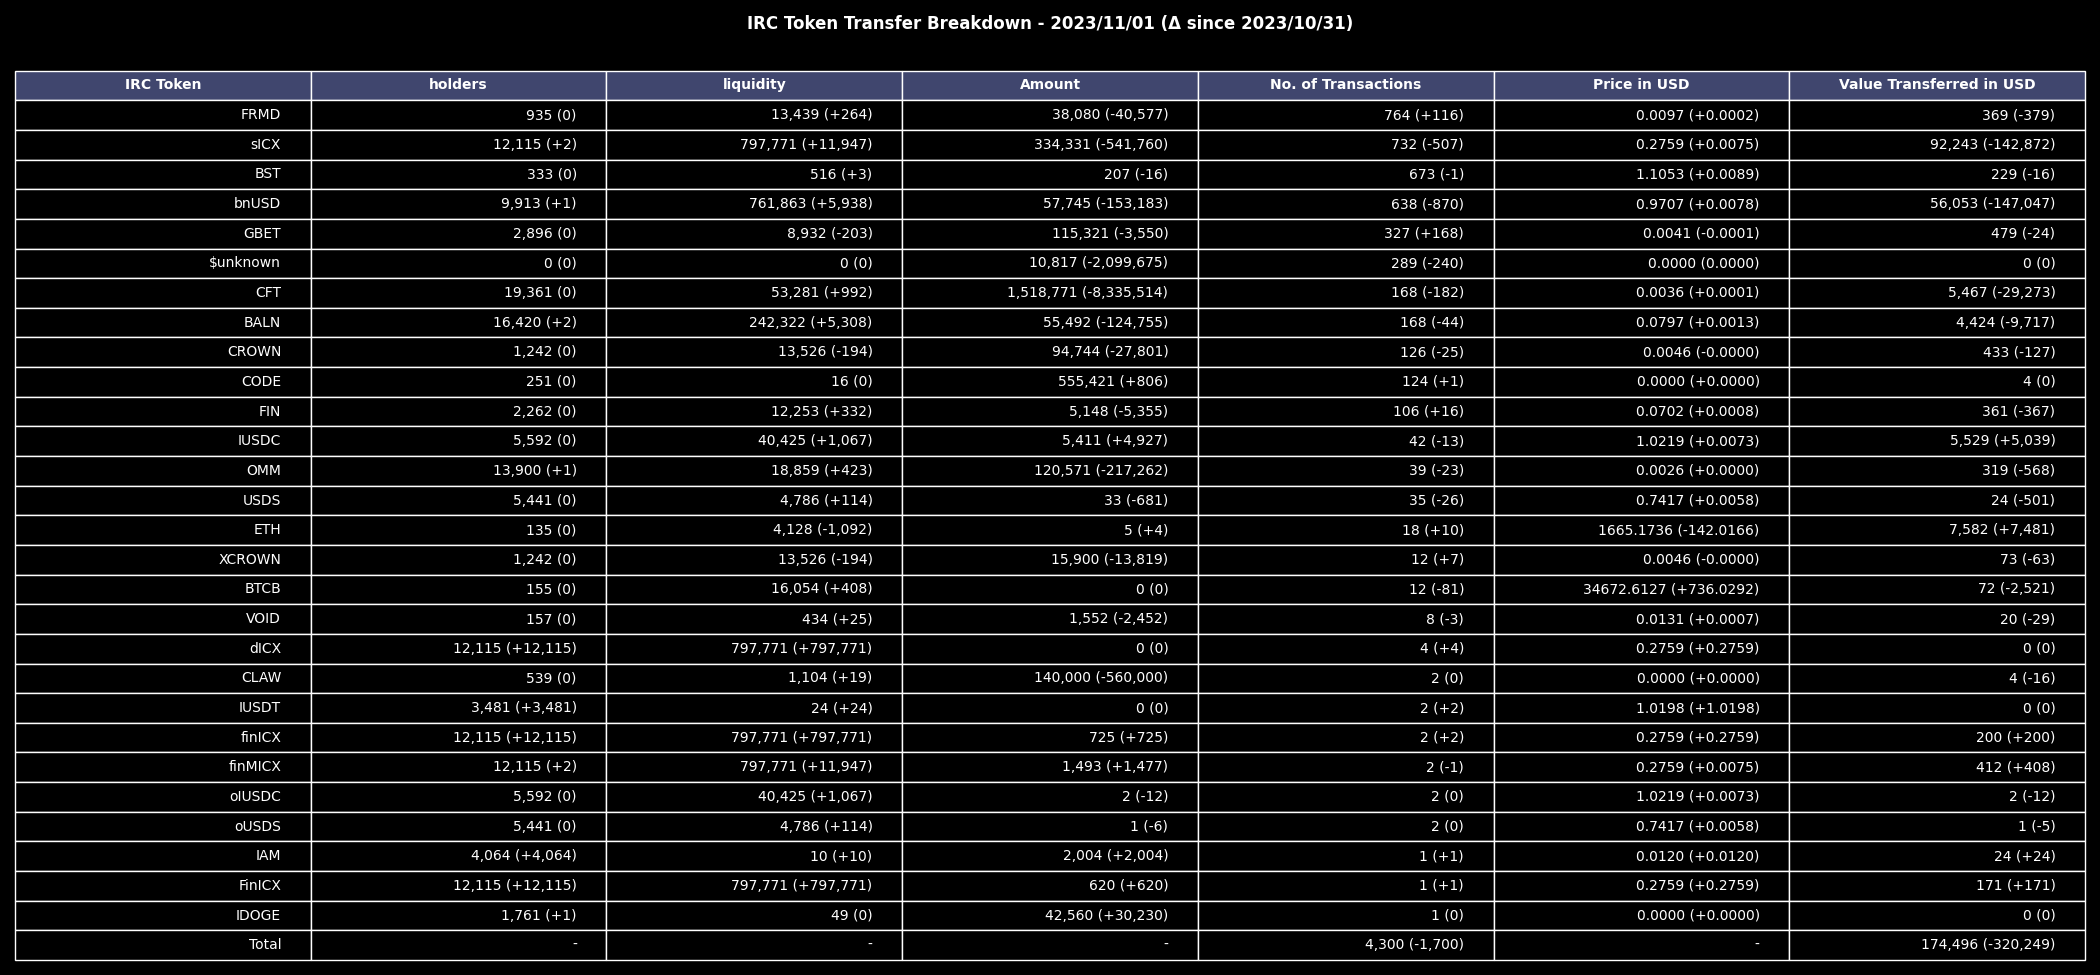 IRC Token Transfer Breakdown - 2023/11/01 (Δ since 2023/10/31)
IRC Token holders liquidity Amount No. of Transactions Price in USD Value Transferred in USD
FRMD 935 (0) 13,439 (+264) 38,080 (-40,577) 764 (+116) 0.0097 (+0.0002) 369 (-379)
sICX 12,115 (+2) 797,771 (+11,947) 334,331 (-541,760) 732 (-507) 0.2759 (+0.0075) 92,243 (-142,872)
BST 333 (0) 516 (+3) 207 (-16) 673 (-1) 1.1053 (+0.0089) 229 (-16)
bnUSD 9,913 (+1) 761,863 (+5,938) 57,745 (-153,183) 638 (-870) 0.9707 (+0.0078) 56,053 (-147,047)
GBET 2,896 (0) 8,932 (-203) 115,321 (-3,550) 327 (+168) 0.0041 (-0.0001) 479 (-24)
$unknown 0 (0) 0 (0) 10,817 (-2,099,675) 289 (-240) 0.0000 (0.0000) 0 (0)
CFT 19,361 (0) 53,281 (+992) 1,518,771 (-8,335,514) 168 (-182) 0.0036 (+0.0001) 5,467 (-29,273)
BALN 16,420 (+2) 242,322 (+5,308) 55,492 (-124,755) 168 (-44) 0.0797 (+0.0013) 4,424 (-9,717)
CROWN 1,242 (0) 13,526 (-194) 94,744 (-27,801) 126 (-25) 0.0046 (-0.0000) 433 (-127)
CODE 251 (0) 16 (0) 555,421 (+806) 124 (+1) 0.0000 (+0.0000) 4 (0)
FIN 2,262 (0) 12,253 (+332) 5,148 (-5,355) 106 (+16) 0.0702 (+0.0008) 361 (-367)
IUSDC 5,592 (0) 40,425 (+1,067) 5,411 (+4,927) 42 (-13) 1.0219 (+0.0073) 5,529 (+5,039)
OMM 13,900 (+1) 18,859 (+423) 120,571 (-217,262) 39 (-23) 0.0026 (+0.0000) 319 (-568)
USDS 5,441 (0) 4,786 (+114) 33 (-681) 35 (-26) 0.7417 (+0.0058) 24 (-501)
ETH 135 (0) 4,128 (-1,092) 5 (+4) 18 (+10) 1665.1736 (-142.0166) 7,582 (+7,481)
XCROWN 1,242 (0) 13,526 (-194) 15,900 (-13,819) 12 (+7) 0.0046 (-0.0000) 73 (-63)
BTCB 155 (0) 16,054 (+408) 0 (0) 12 (-81) 34672.6127 (+736.0292) 72 (-2,521)
VOID 157 (0) 434 (+25) 1,552 (-2,452) 8 (-3) 0.0131 (+0.0007) 20 (-29)
dICX 12,115 (+12,115) 797,771 (+797,771) 0 (0) 4 (+4) 0.2759 (+0.2759) 0 (0)
CLAW 539 (0) 1,104 (+19) 140,000 (-560,000) 2 (0) 0.0000 (+0.0000) 4 (-16)
IUSDT 3,481 (+3,481) 24 (+24) 0 (0) 2 (+2) 1.0198 (+1.0198) 0 (0)
finICX 12,115 (+12,115) 797,771 (+797,771) 725 (+725) 2 (+2) 0.2759 (+0.2759) 200 (+200)
finMICX 12,115 (+2) 797,771 (+11,947) 1,493 (+1,477) 2 (-1) 0.2759 (+0.0075) 412 (+408)
oIUSDC 5,592 (0) 40,425 (+1,067) 2 (-12) 2 (0) 1.0219 (+0.0073) 2 (-12)
oUSDS 5,441 (0) 4,786 (+114) 1 (-6) 2 (0) 0.7417 (+0.0058) 1 (-5)
IAM 4,064 (+4,064) 10 (+10) 2,004 (+2,004) 1 (+1) 0.0120 (+0.0120) 24 (+24)
FinICX 12,115 (+12,115) 797,771 (+797,771) 620 (+620) 1 (+1) 0.2759 (+0.2759) 171 (+171)
IDOGE 1,761 (+1) 49 (0) 42,560 (+30,230) 1 (0) 0.0000 (+0.0000) 0 (0)
Total - - - 4,300 (-1,700) - 174,496 (-320,249)